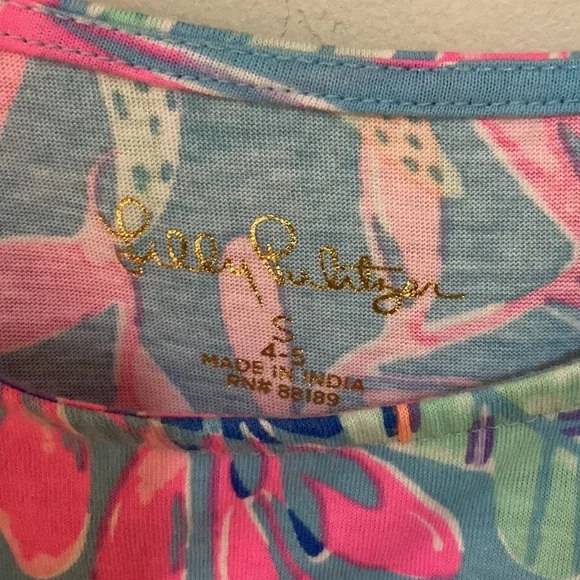 Lilly Pulitzer
S
4-5
MADE IN INDIA
RN# 88189